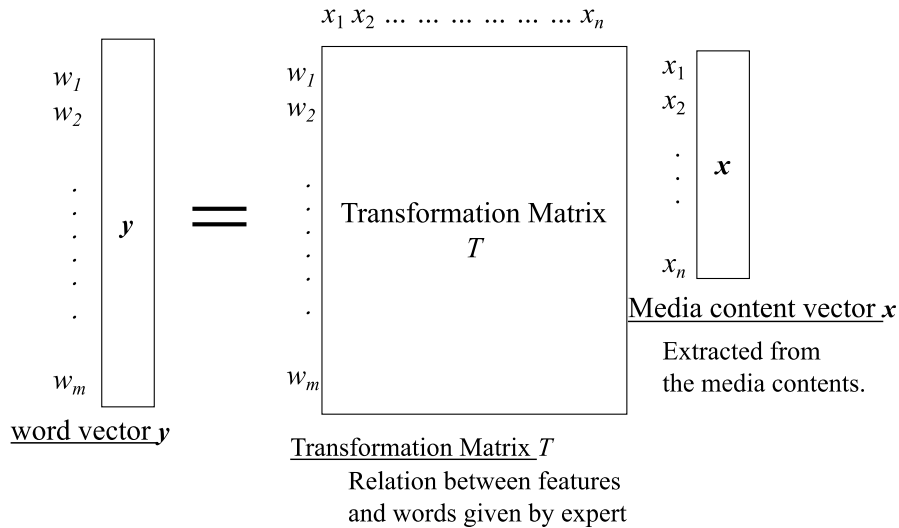 x1 x2 ... ... ... ... ... ... xn
w1
w2
.
.
.
.
.
.
wm
y
=
w1
w2
.
.
.
.
.
.
wm
Transformation Matrix
T
x1
x2
.
.
.
xn
x
word vector y
Media content vector x
Extracted from
the media contents.
Transformation Matrix T
Relation between features
and words given by expert